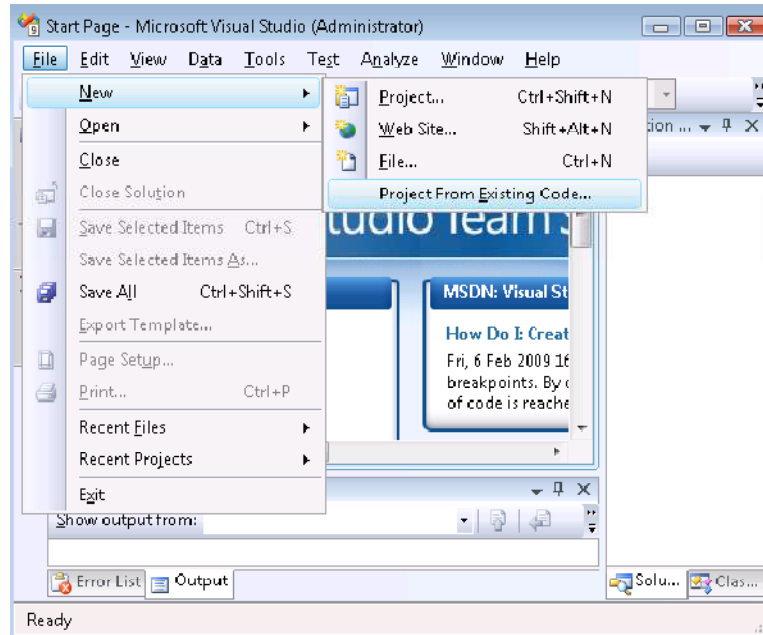 Start Page - Microsoft Visual Studio (Administrator)
File Edit View Data Tools Test Analyze Window Help
New
Project... Ctrl+Shift+N
Open
Web Site... Shift+Alt+N
tion ...
Close
File... Ctrl+N
Close Solution
Project From Existing Code...
Save Selected Items Ctrl+S
tudio Team S
Save Selected Items As...
Save All Ctrl+Shift+S
MSDN: Visual St
Export Template...
How Do I: Creat
Page Setup...
Fri, 6 Feb 2009 16
Print... Ctrl+P
breakpoints. By
of code is reache
Recent Files
Recent Projects
Exit
Show output from:
Error List Output
Solu... Clas...
Ready